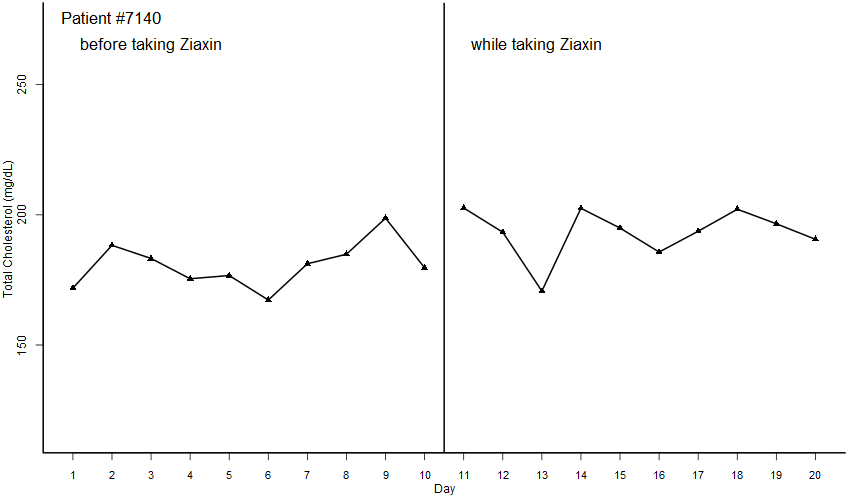 Patient #7140
before taking Ziaxin
while taking Ziaxin
Total Cholesterol (mg/dL)
250
200
150
1 2 3 4 5 6 7 8 9 10 11 12 13 14 15 16 17 18 19 20
Day